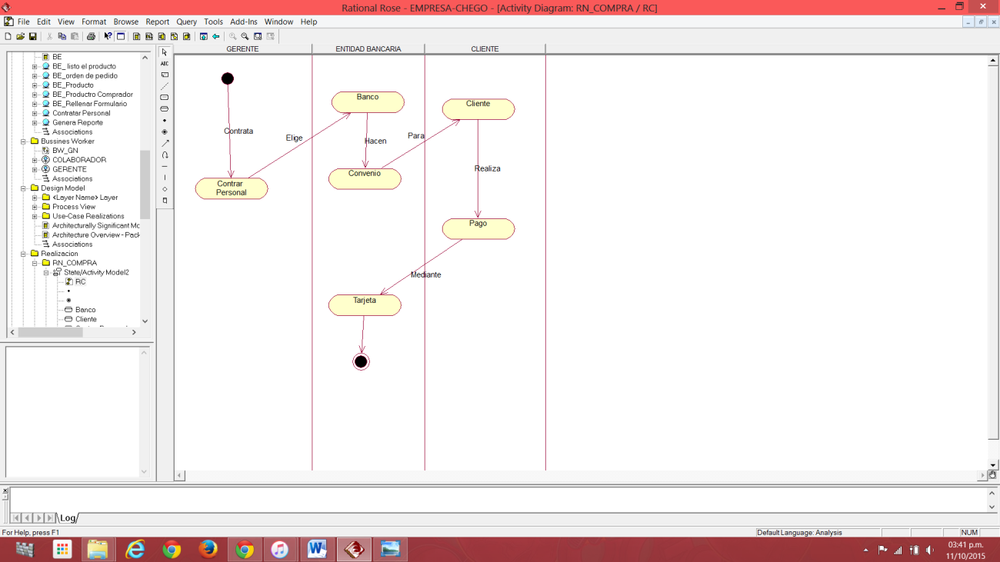 Rational Rose - EMPRESA-CHEGO - [Activity Diagram: RN_COMPRA / RC]
File Edit View Format Browse Report Query Tools Add-Ins Window Help
BE
BE_ listo el producto
BE_orden de pedido
BE_Producto
BE_Productro Comprador
BE_Rellenar Formulario
Contratar Personal
Genera Reporte
Associations
Bussines Worker
BW_GN
COLABORADOR
GERENTE
Associations
Design Model
<Layer Name> Layer
Process View
Use-Case Realizations
Architecturally Significant Mo
Architecture Overview - Pack
Associations
Realizacion
RN_COMPRA
State/Activity Model2
RC
Banco
Cliente
ABC
GERENTE ENTIDAD BANCARIA CLIENTE
Banco
Cliente
Contrata
Elige
Hacen
Para
Convenio
Realiza
Contrar
Personal
Pago
Mediante
Tarjeta
Log
For Help, press F1
Default Language: Analysis
NUM
03:41 p.m.
11/10/2015